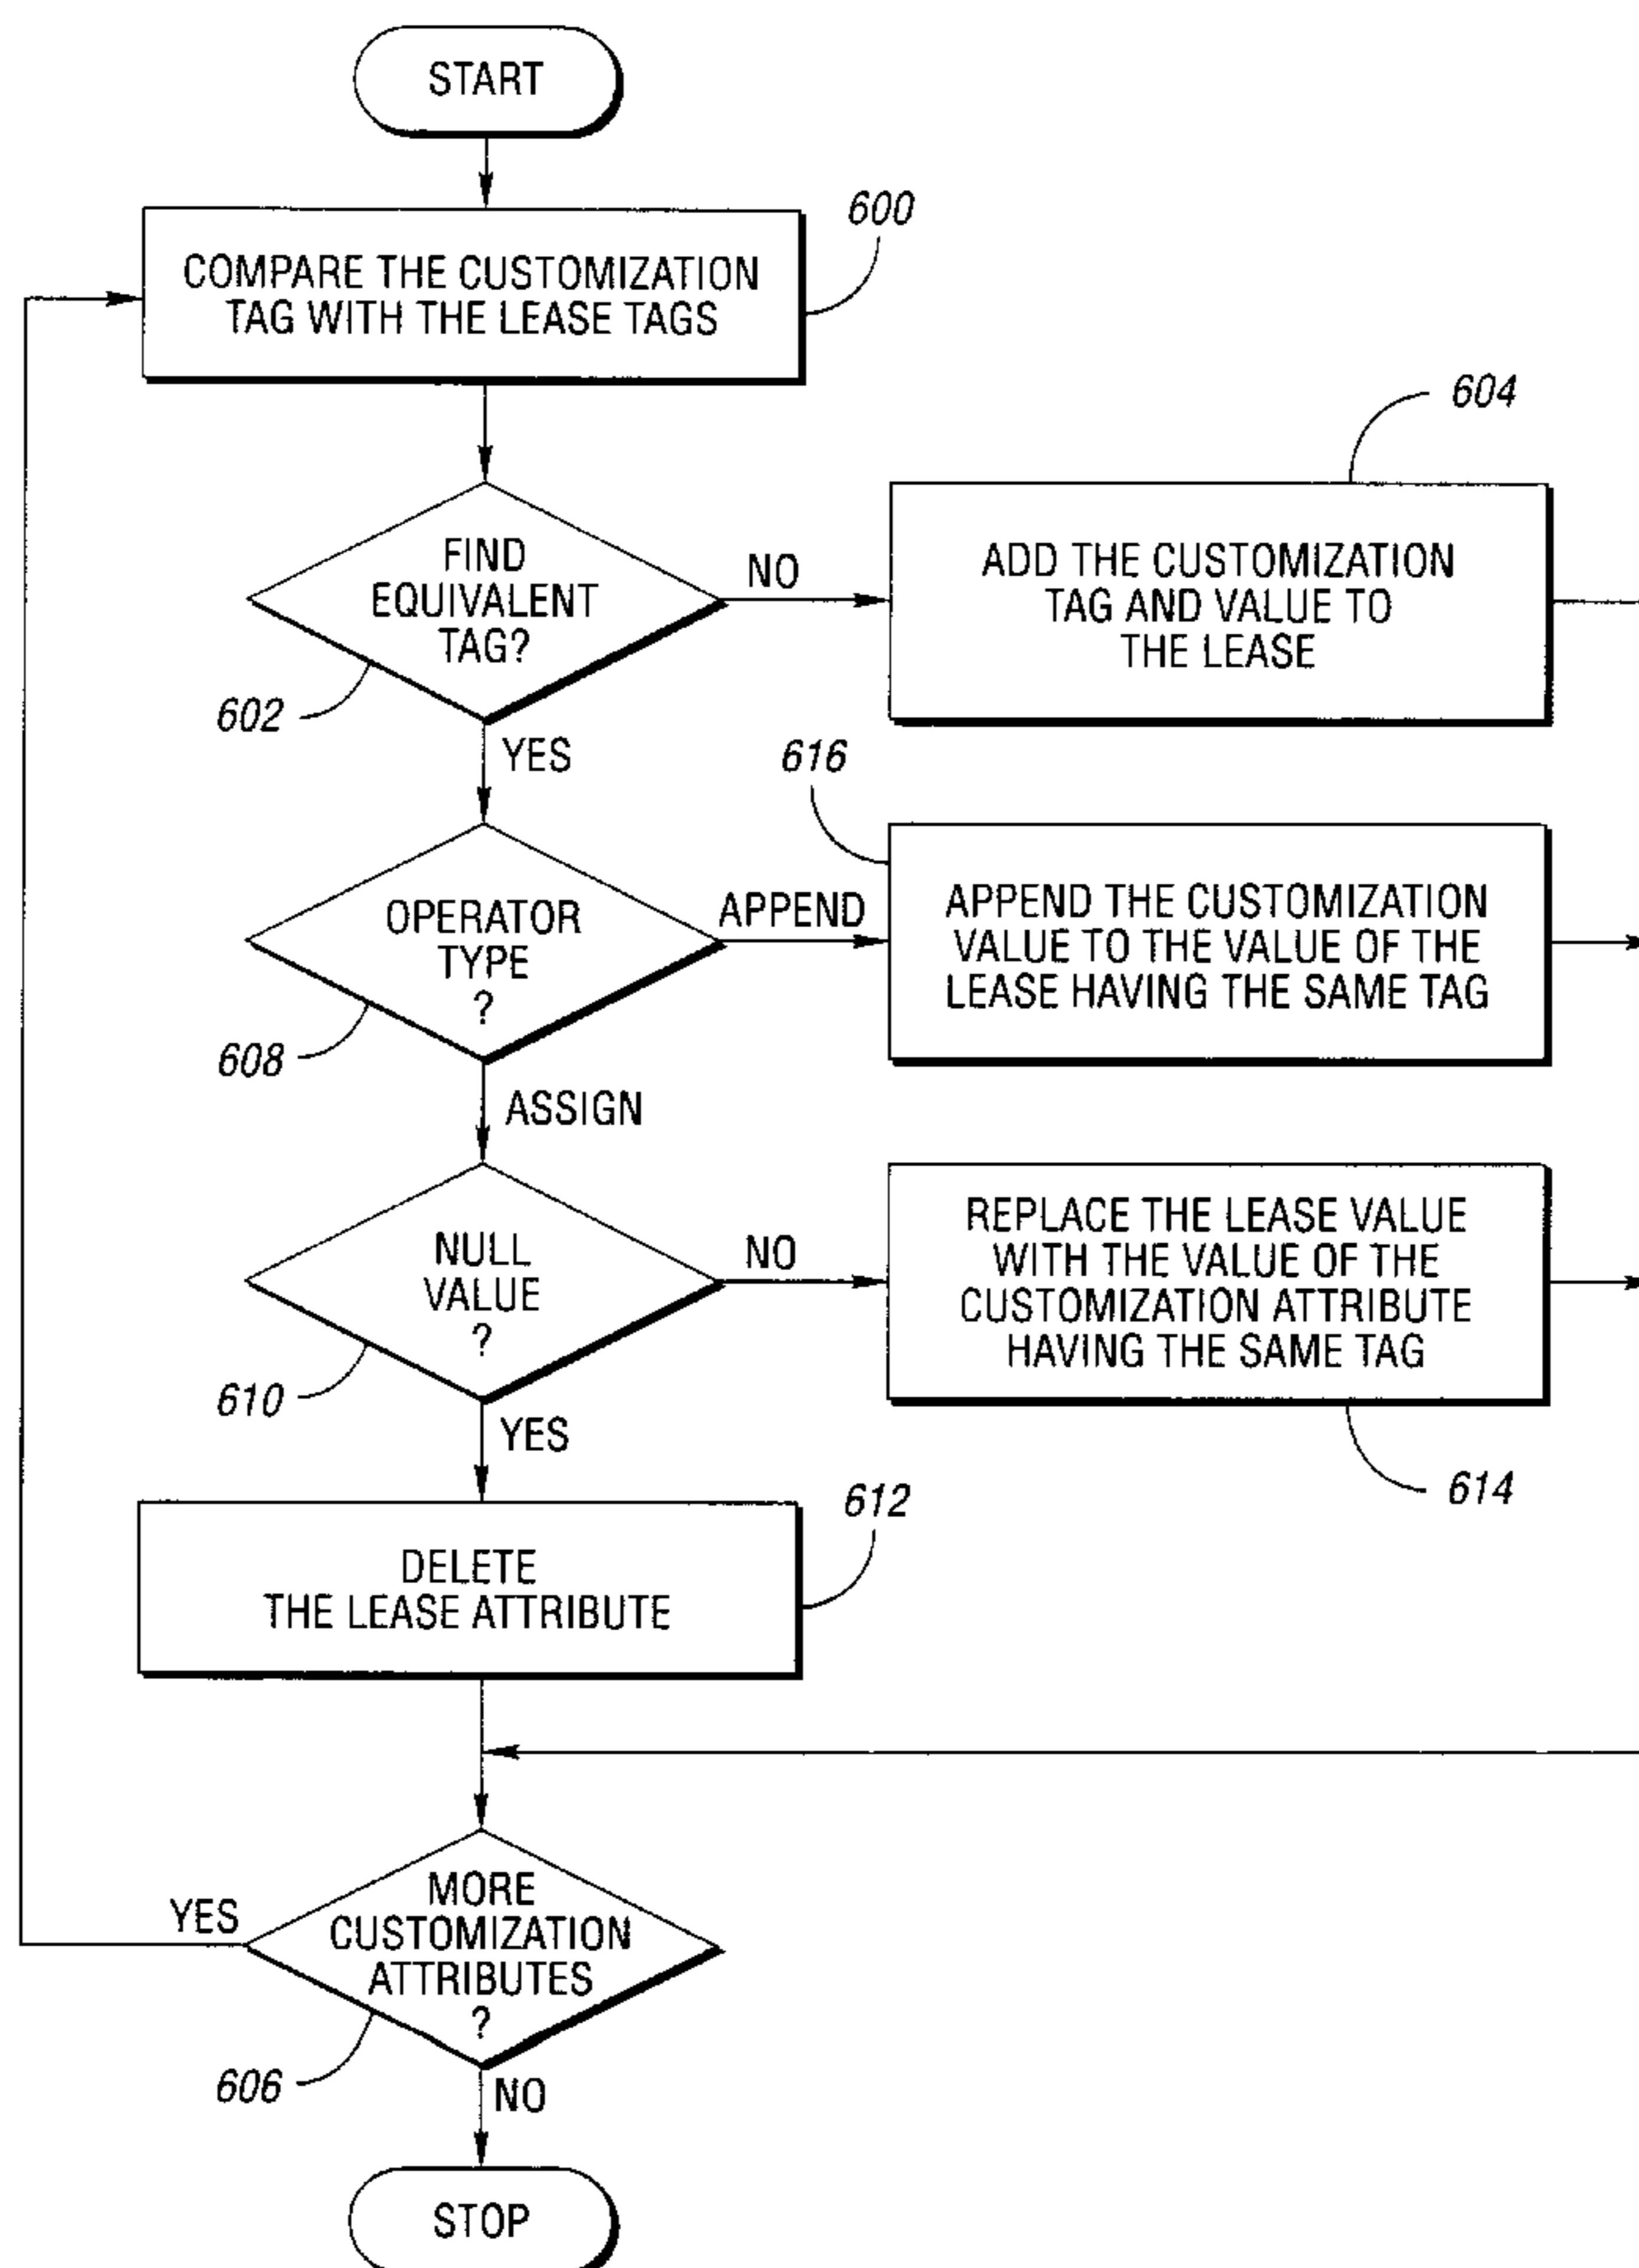 START
600
COMPARE THE CUSTOMIZATION
TAG WITH THE LEASE TAGS
604
FIND
EQUIVALENT
TAG?
NO
ADD THE CUSTOMIZATION
TAG AND VALUE TO
THE LEASE
602
YES
616
OPERATOR
TYPE
?
APPEND
APPEND THE CUSTOMIZATION
VALUE TO THE VALUE OF THE
LEASE HAVING THE SAME TAG
608
ASSIGN
NULL
VALUE
?
NO
REPLACE THE LEASE VALUE
WITH THE VALUE OF THE
CUSTOMIZATION ATTRIBUTE
HAVING THE SAME TAG
610
YES
614
612
DELETE
THE LEASE ATTRIBUTE
YES
MORE
CUSTOMIZATION
ATTRIBUTES
?
606
NO
STOP